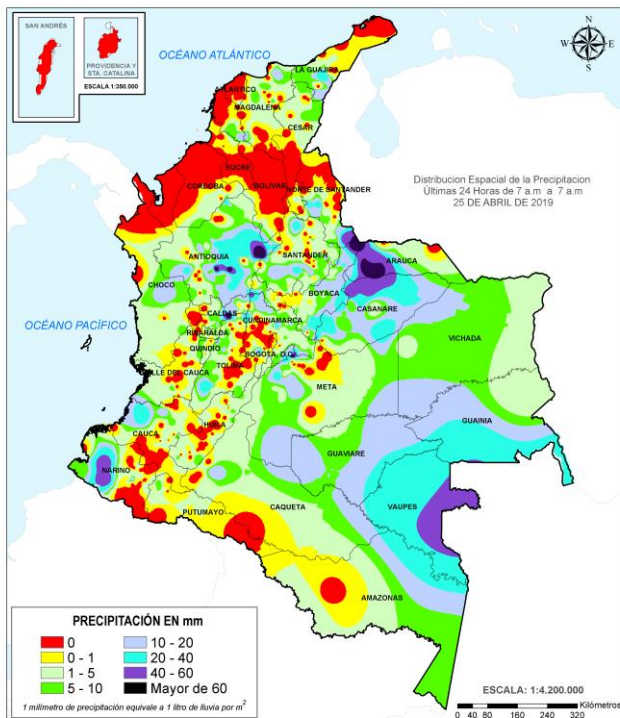 SAN ANDRÉS
PROVIDENCIA Y
STA. CATALINA
ESCALA 1:350.000
OCÉANO ATLÁNTICO
N
W E
S
LA GUAJIRA
ATLANTICO
MAGDALENA
CESAR
SUCRE
CORDOBA
BOLIVAR
NORTE DE SANTANDER
Distribucion Espacial de la Precipitacion
Últimas 24 Horas de 7 a.m a 7 a.m
25 DE ABRIL DE 2019
ANTIOQUIA
SANTANDER
ARAUCA
CHOCO
BOYACA
CASANARE
OCÉANO PACÍFICO
CALDAS
CUNDINAMARCA
RISARALDA
VICHADA
QUINDIO
BOGOTA, D.C.
TOLIMA
VALLE DEL CAUCA
META
GUAINIA
CAUCA
HUILA
GUAVIARE
NARIÑO
VAUPES
CAQUETA
PUTUMAYO
AMAZONAS
PRECIPITACIÓN EN mm
0 10 - 20
0 - 1 20 - 40
1 - 5 40 - 60
5 - 10 Mayor de 60
1 milímetro de precipitación equivale a 1 litro de lluvia por m²
ESCALA: 1:4.200.000
Kilómetros
0 40 80 160 240 320